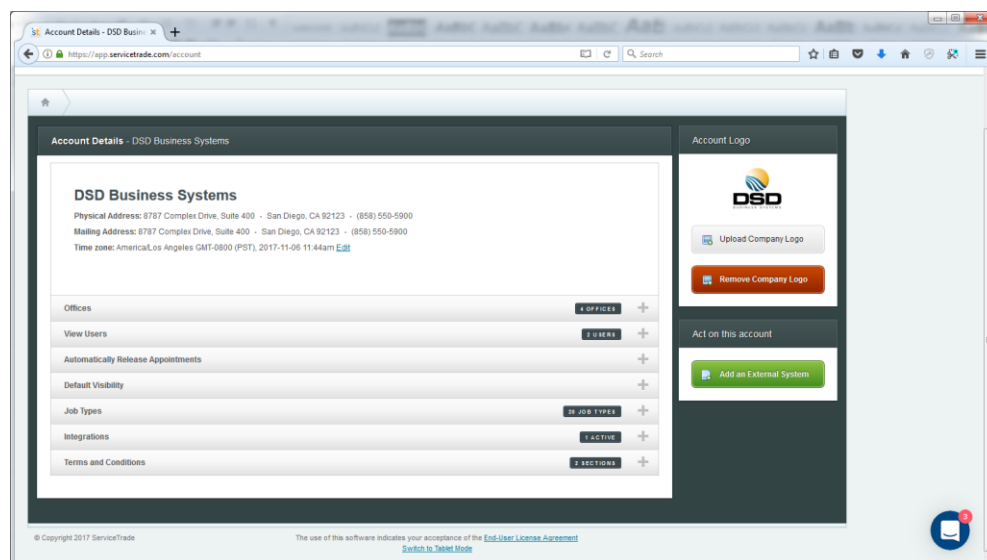 Account Details - DSD Busine
https://app.servicetrade.com/account
Search
Account Details - DSD Business Systems
Account Logo
DSD Business Systems
Physical Address: 8787 Complex Drive, Suite 400 - San Diego, CA 92123 - (858) 550-5900
Mailing Address: 8787 Complex Drive, Suite 400 - San Diego, CA 92123 - (858) 550-5900
Time zone: America/Los Angeles GMT-0800 (PST), 2017-11-06 11:44am Edit
DSD
BUSINESS SYSTEMS
Upload Company Logo
Remove Company Logo
Offices
4 OFFICES
View Users
2 USERS
Act on this account
Automatically Release Appointments
Add an External System
Default Visibility
Job Types
JOB TYPES
Integrations
1 ACTIVE
Terms and Conditions
2 SECTIONS
3
© Copyright 2017 ServiceTrade
The use of this software indicates your acceptance of the End-User License Agreement
Switch to Tablet Mode